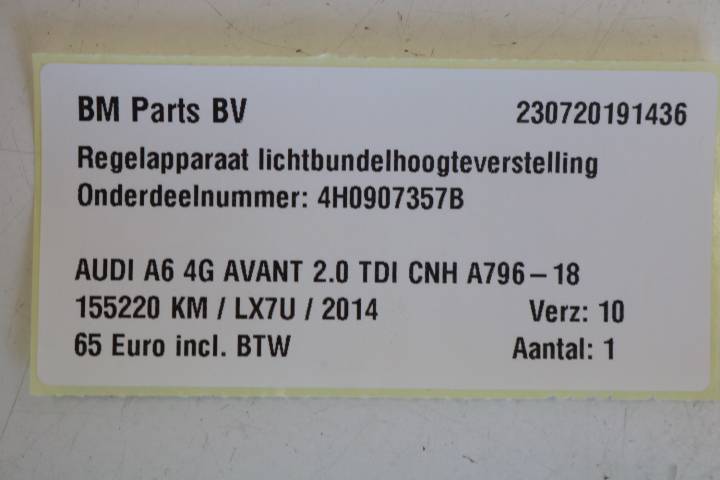 BM Parts BV 230720191436
Regelapparaat lichtbundelhoogteverstelling
Onderdeelnummer: 4H0907357B
AUDI A6 4G AVANT 2.0 TDI CNH A796-18
155220 KM / LX7U / 2014 Verz: 10
65 Euro incl. BTW Aantal: 1